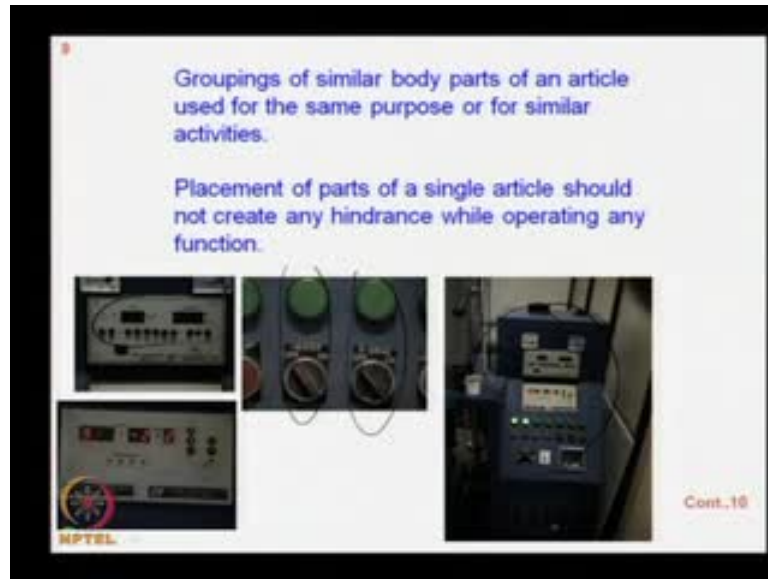 9
Groupings of similar body parts of an article
used for the same purpose or for similar
activities.
Placement of parts of a single article should
not create any hindrance while operating any
function.
NPTEL
Cont..10